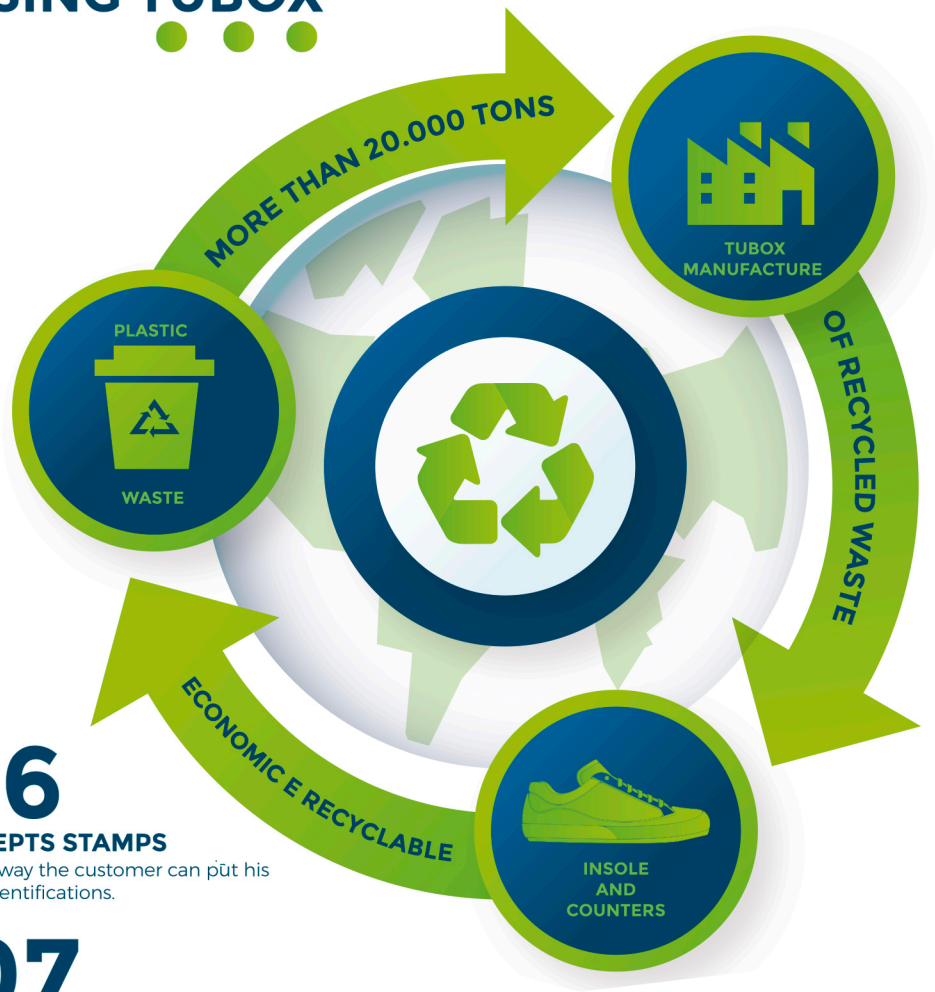 SING TUBOX
MORE THAN 20.000 TONS
TUBOX
MANUFACTURE
OF RECYCLED WASTE
PLASTIC
WASTE
ECONOMIC E RECYCLABLE
INSOLE
AND
COUNTERS
6
EPTS STAMPS
way the customer can put his
entifications.
07